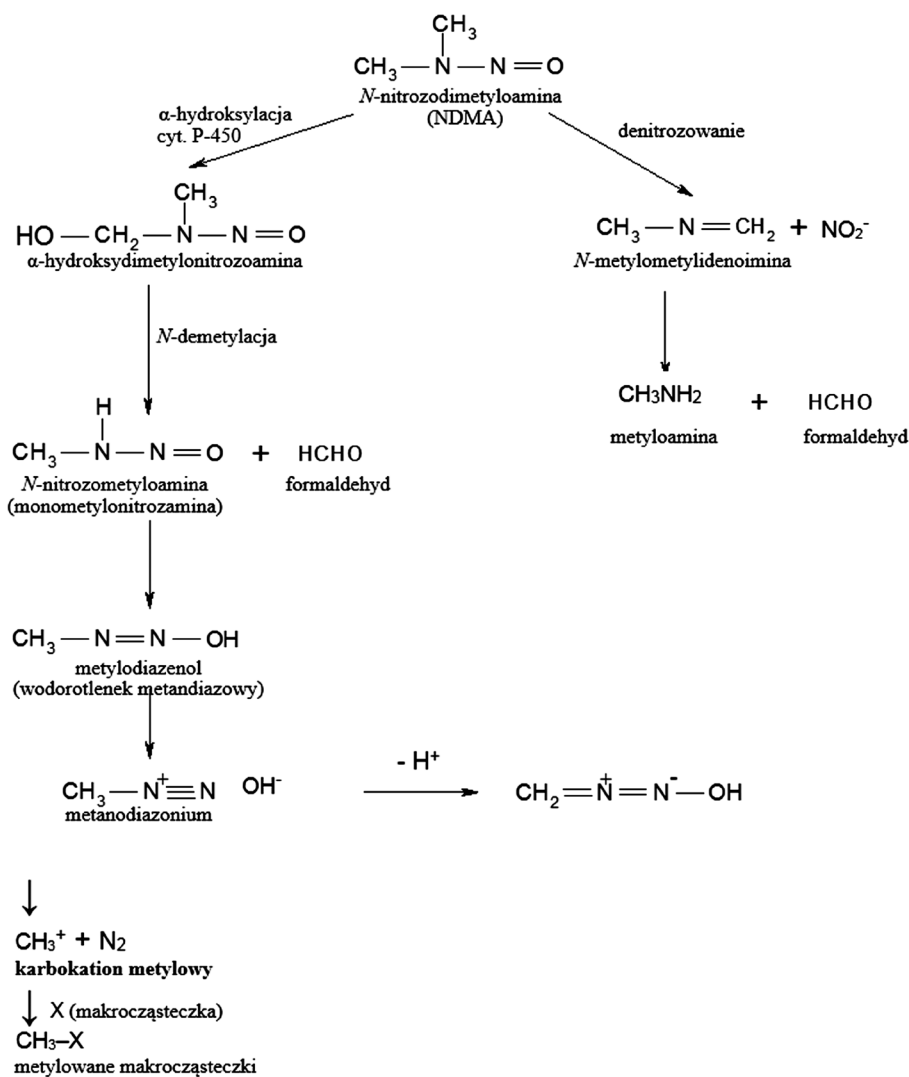 CH3
CH3 — N — N = O
N-nitrozodimetyloamina
(NDMA)
α-hydroksylacja
cyt. P-450
denitrozowanie
CH3
HO — CH2 — N — N = O
α-hydroksydimetylonitrozoamina
CH3 — N = CH2 + NO2-
N-metylometylidenoimina
N-demetylacja
CH3NH2 + HCHO
metyloamina formaldehyd
H
CH3 — N — N = O + HCHO
N-nitrozometyloamina formaldehyd
(monometylonitrozamina)
CH3 — N = N — OH
metylodiazenol
(wodorotlenek metandiazowy)
CH3 — N+ ≡ N OH-
metanodiazonium
- H+
CH2 = N+ = N- — OH
CH3+ + N2
karbokation metylowy
X (makrocząsteczka)
CH3–X
metylowane makrocząsteczki